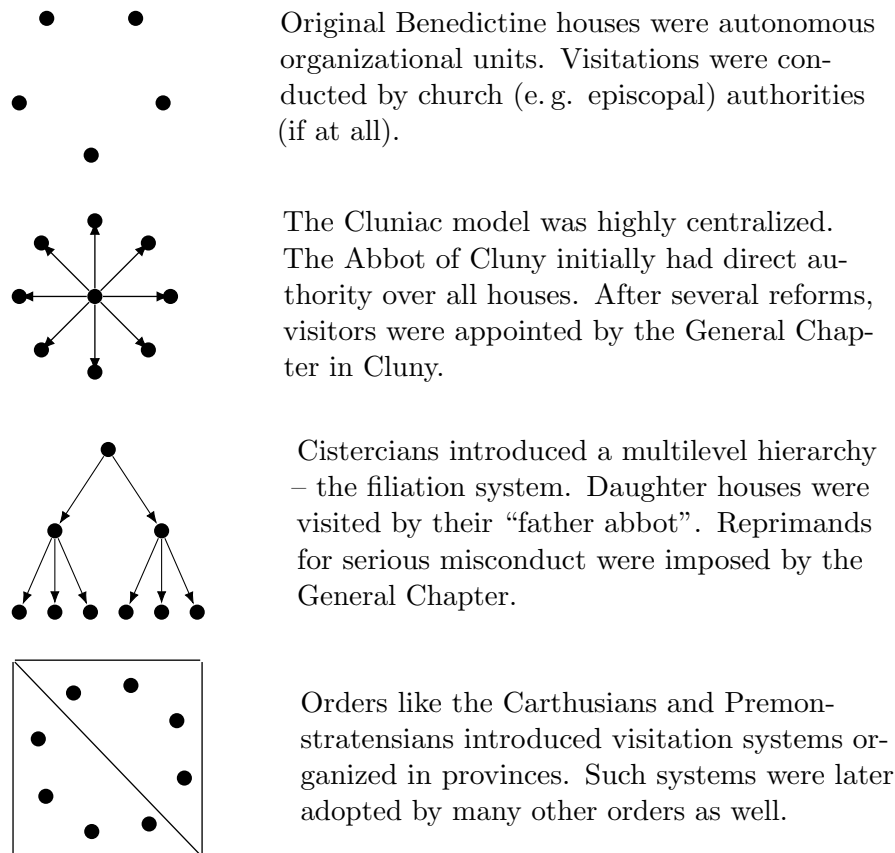 Original Benedictine houses were autonomous
organizational units. Visitations were con-
ducted by church (e. g. episcopal) authorities
(if at all).
The Cluniac model was highly centralized.
The Abbot of Cluny initially had direct au-
thority over all houses. After several reforms,
visitors were appointed by the General Chap-
ter in Cluny.
Cistercians introduced a multilevel hierarchy
– the filiation system. Daughter houses were
visited by their “father abbot”. Reprimands
for serious misconduct were imposed by the
General Chapter.
Orders like the Carthusians and Premon-
stratensians introduced visitation systems or-
ganized in provinces. Such systems were later
adopted by many other orders as well.